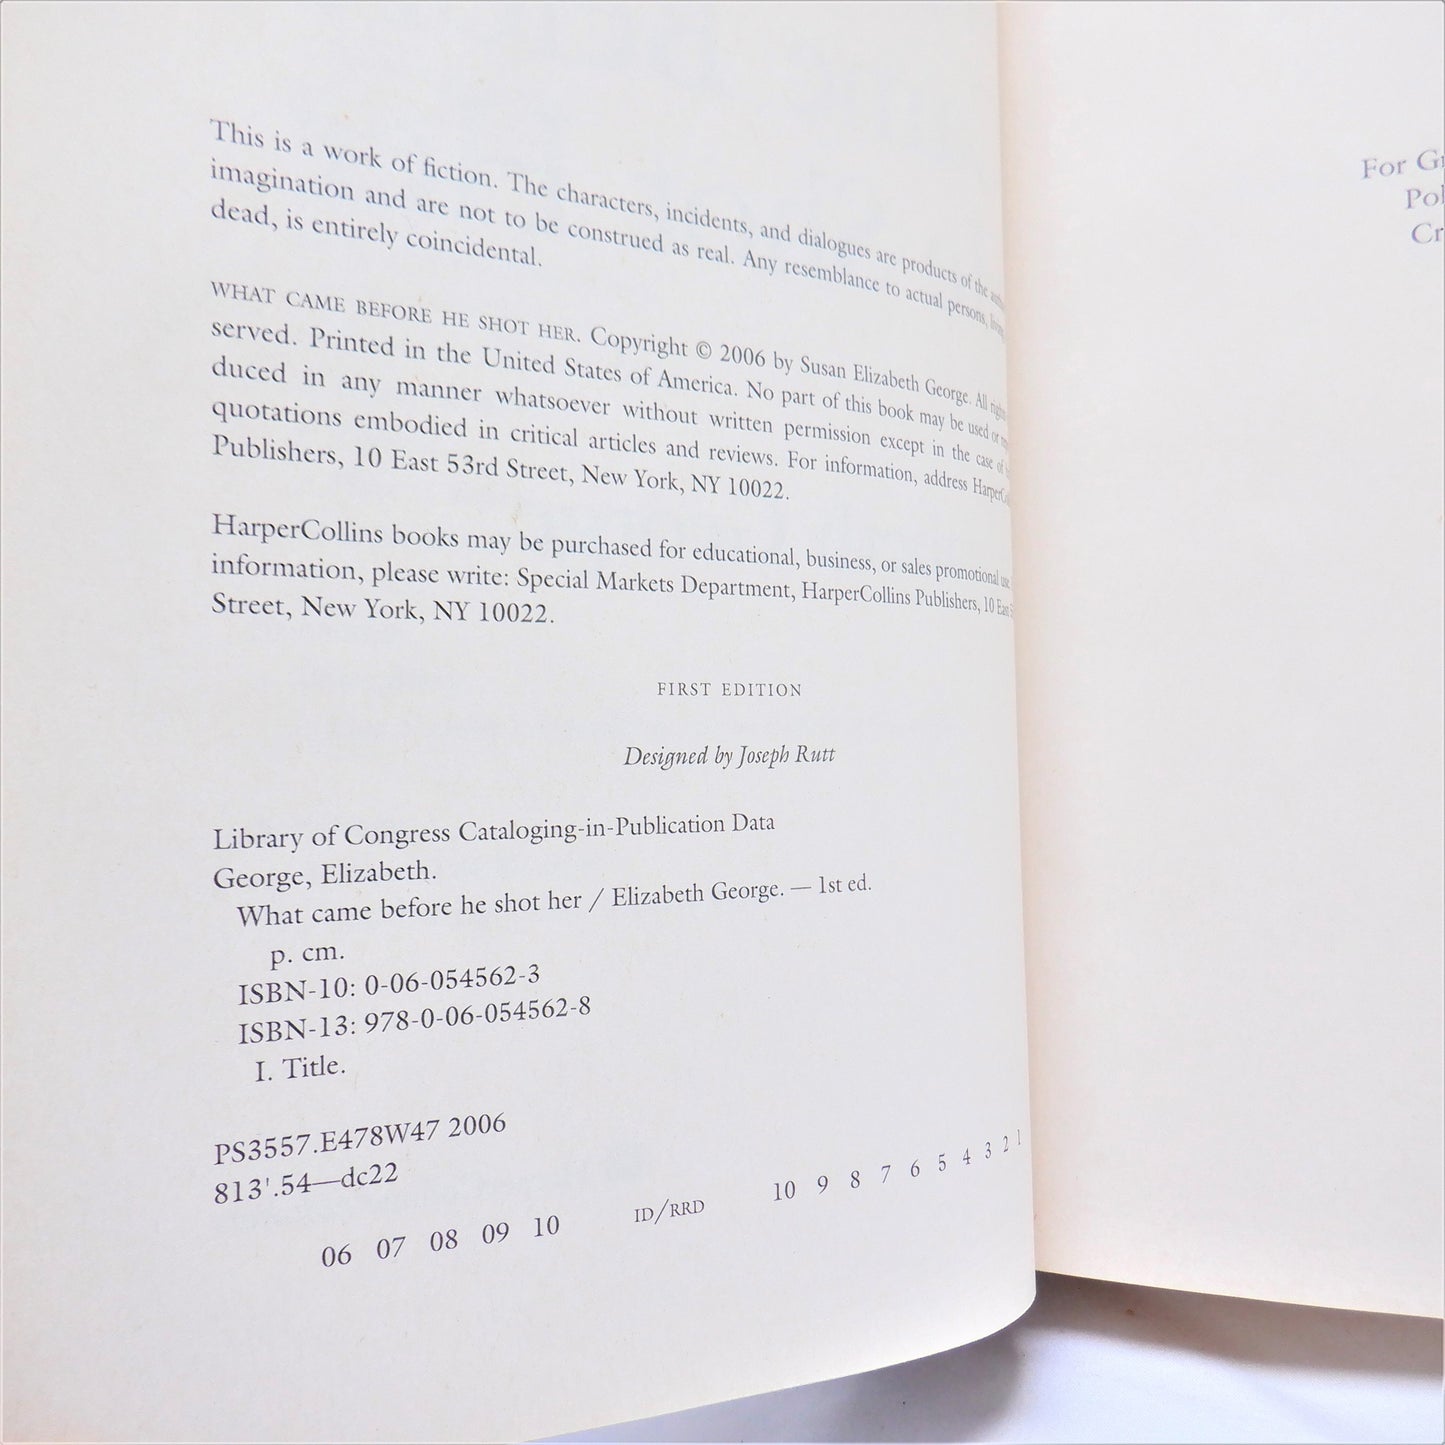 This is a work of fiction. The characters, incidents, and dialogues are products of the
imagination and are not to be construed as real. Any resemblance to actual persons, living
dead, is entirely coincidental.
WHAT CAME BEFORE HE SHOT HER. Copyright © 2006 by Susan Elizabeth George. All rights
served. Printed in the United States of America. No part of this book may be used or
duced in any manner whatsoever without written permission except in the case of
quotations embodied in critical articles and reviews. For information, address HarperCol
Publishers, 10 East 53rd Street, New York, NY 10022.
HarperCollins books may be purchased for educational, business, or sales promotional use.
information, please write: Special Markets Department, HarperCollins Publishers, 10 East
Street, New York, NY 10022.
FIRST EDITION
Designed by Joseph Rutt
Library of Congress Cataloging-in-Publication Data
George, Elizabeth.
What came before he shot her / Elizabeth George. — 1st ed.
p. cm.
ISBN-10: 0-06-054562-3
ISBN-13: 978-0-06-054562-8
I. Title.
PS3557.E478W47 2006
813'.54—dc22
06 07 08 09 10 ID/RRD 10 9 8 7 6 5 4 3 2 1
For G
Pol
Cr